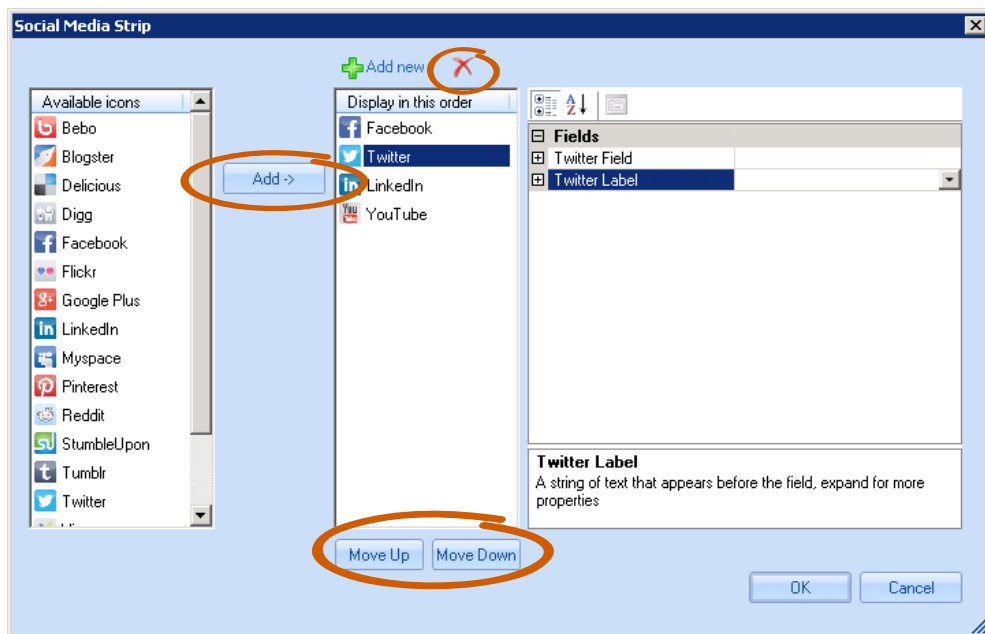 Social Media Strip
Add new
Available icons
Bebo
Blogster
Delicious
Digg
Facebook
Flickr
Google Plus
LinkedIn
Myspace
Pinterest
Reddit
StumbleUpon
Tumblr
Twitter
Add ->
Display in this order
Facebook
Twitter
LinkedIn
YouTube
Move Up
Move Down
Fields
Twitter Field
Twitter Label
Twitter Label
A string of text that appears before the field, expand for more
properties
OK
Cancel